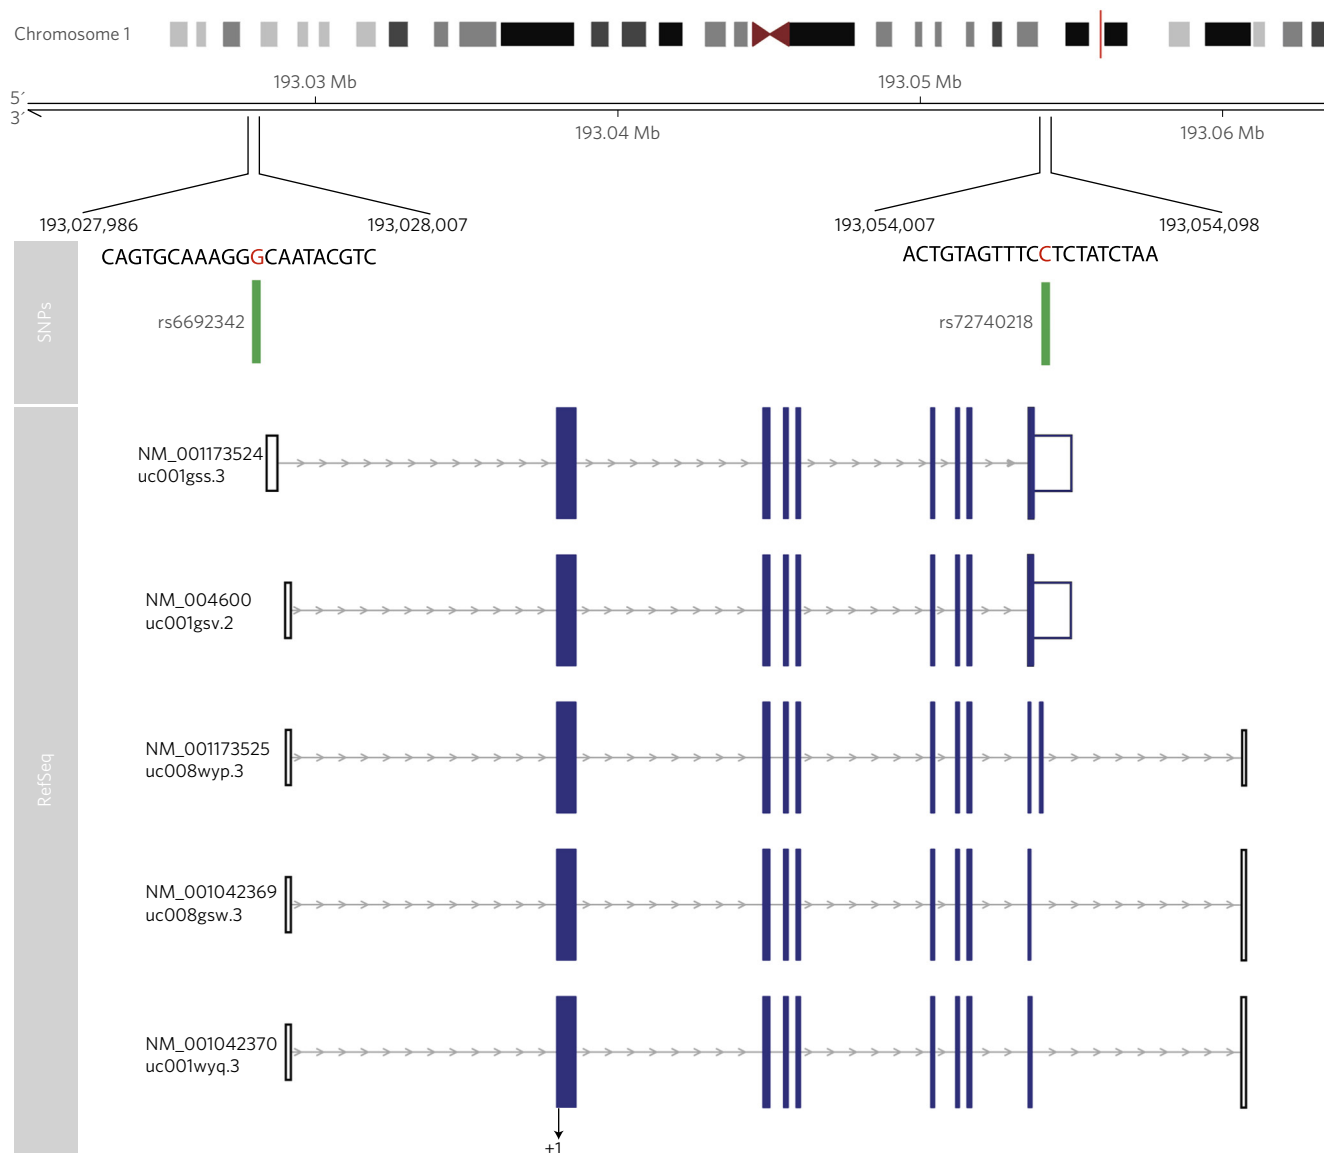 Chromosome 1
193.03 Mb
193.05 Mb
5′
3′
193.04 Mb
193.06 Mb
193,027,986
193,028,007
193,054,007
193,054,098
CAGTGCAAAGGGCAATACGTC
ACTGTAGTTTCCTCTATCTAA
SNPs
rs6692342
rs72740218
RefSeq
NM_001173524
uc001gss.3
NM_004600
uc001gsv.2
NM_001173525
uc008wyp.3
NM_001042369
uc008gsw.3
NM_001042370
uc001wyq.3
+1